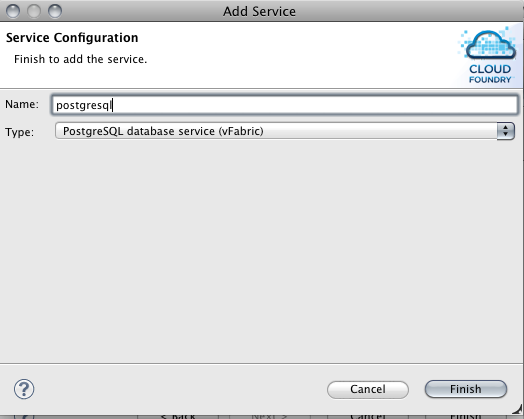 Add Service
Service Configuration
Finish to add the service.
CLOUD
FOUNDRY
Name: postgresql
Type: PostgreSQL database service (vFabric)
?
Cancel Finish
< Back Next > Cancel Finish